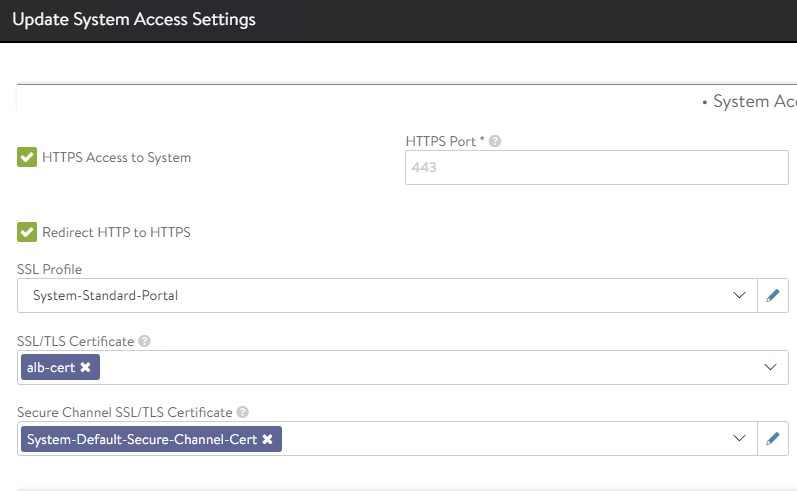 Update System Access Settings
• System Acc
HTTPS Access to System
HTTPS Port *
443
Redirect HTTP to HTTPS
SSL Profile
System-Standard-Portal
SSL/TLS Certificate
alb-cert
Secure Channel SSL/TLS Certificate
System-Default-Secure-Channel-Cert